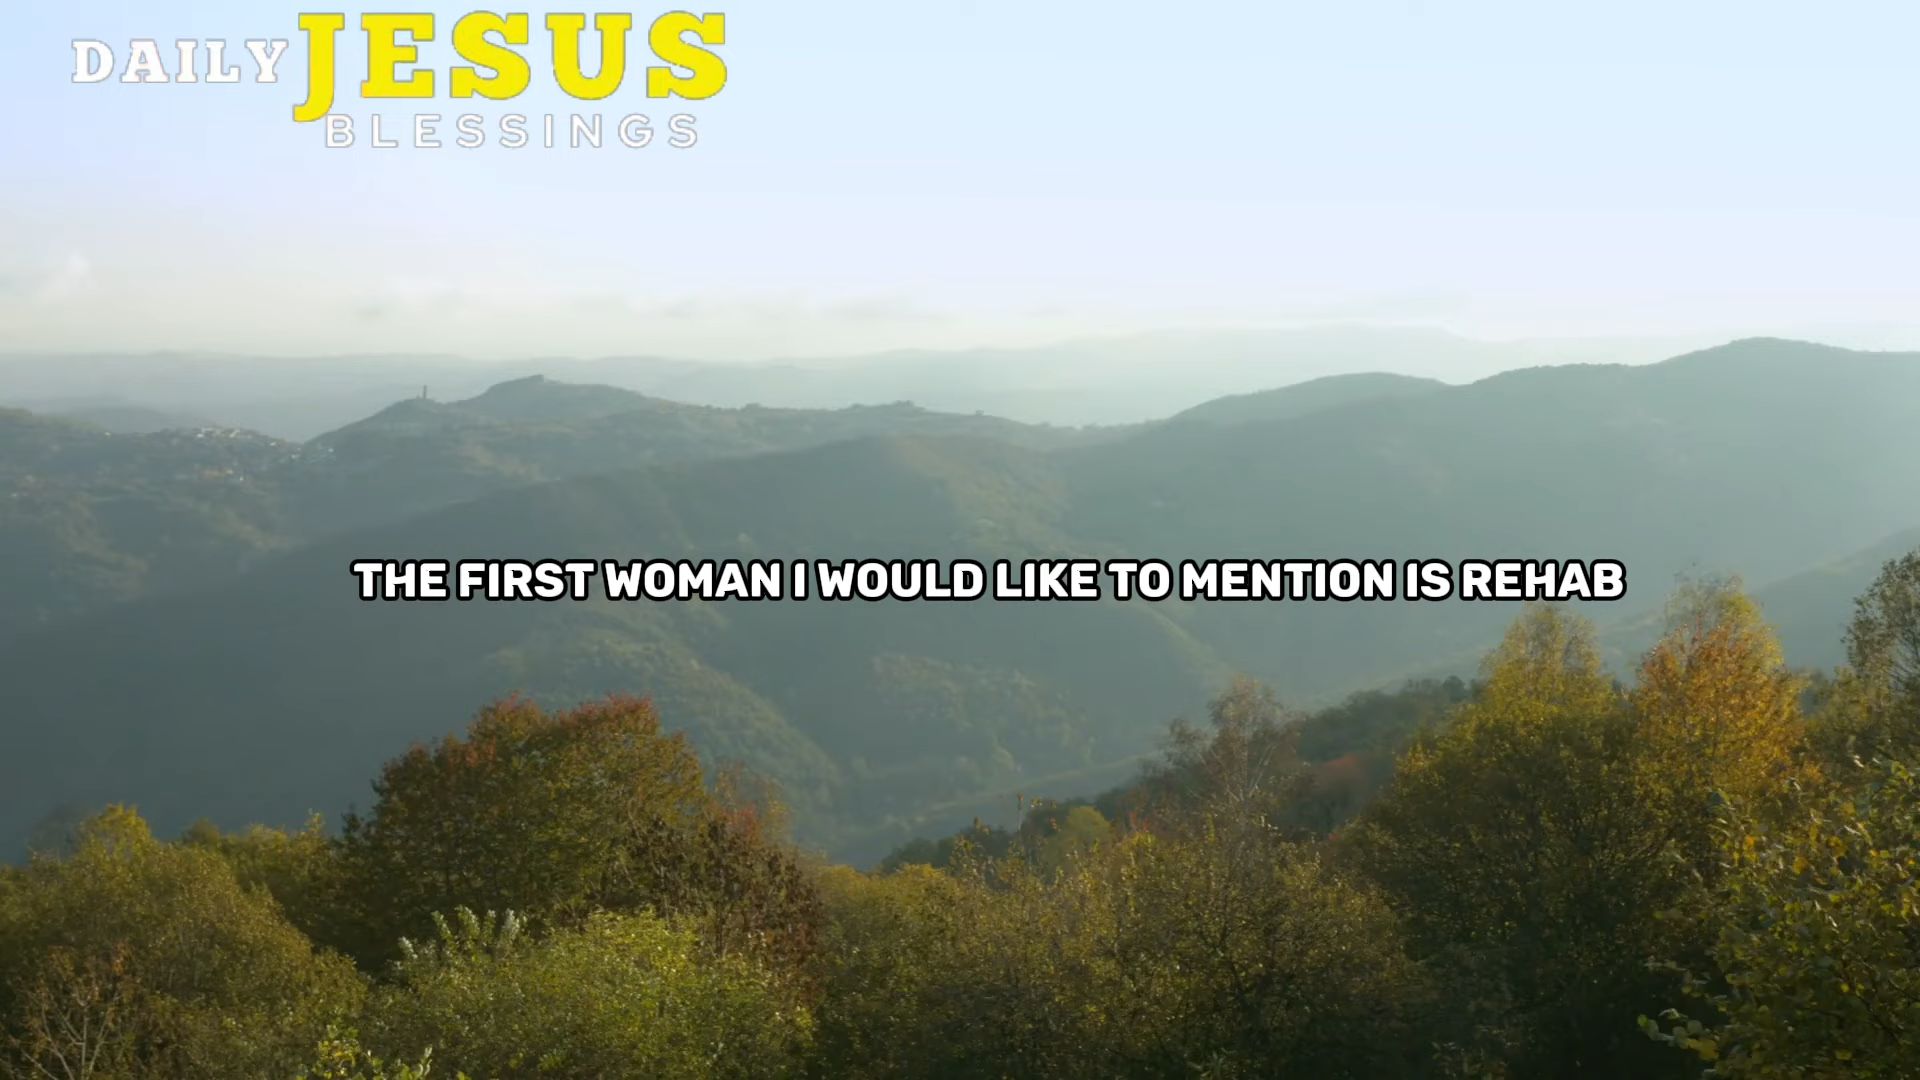 DAILY JESUS
BLESSINGS
THE FIRST WOMAN I WOULD LIKE TO MENTION IS REHAB